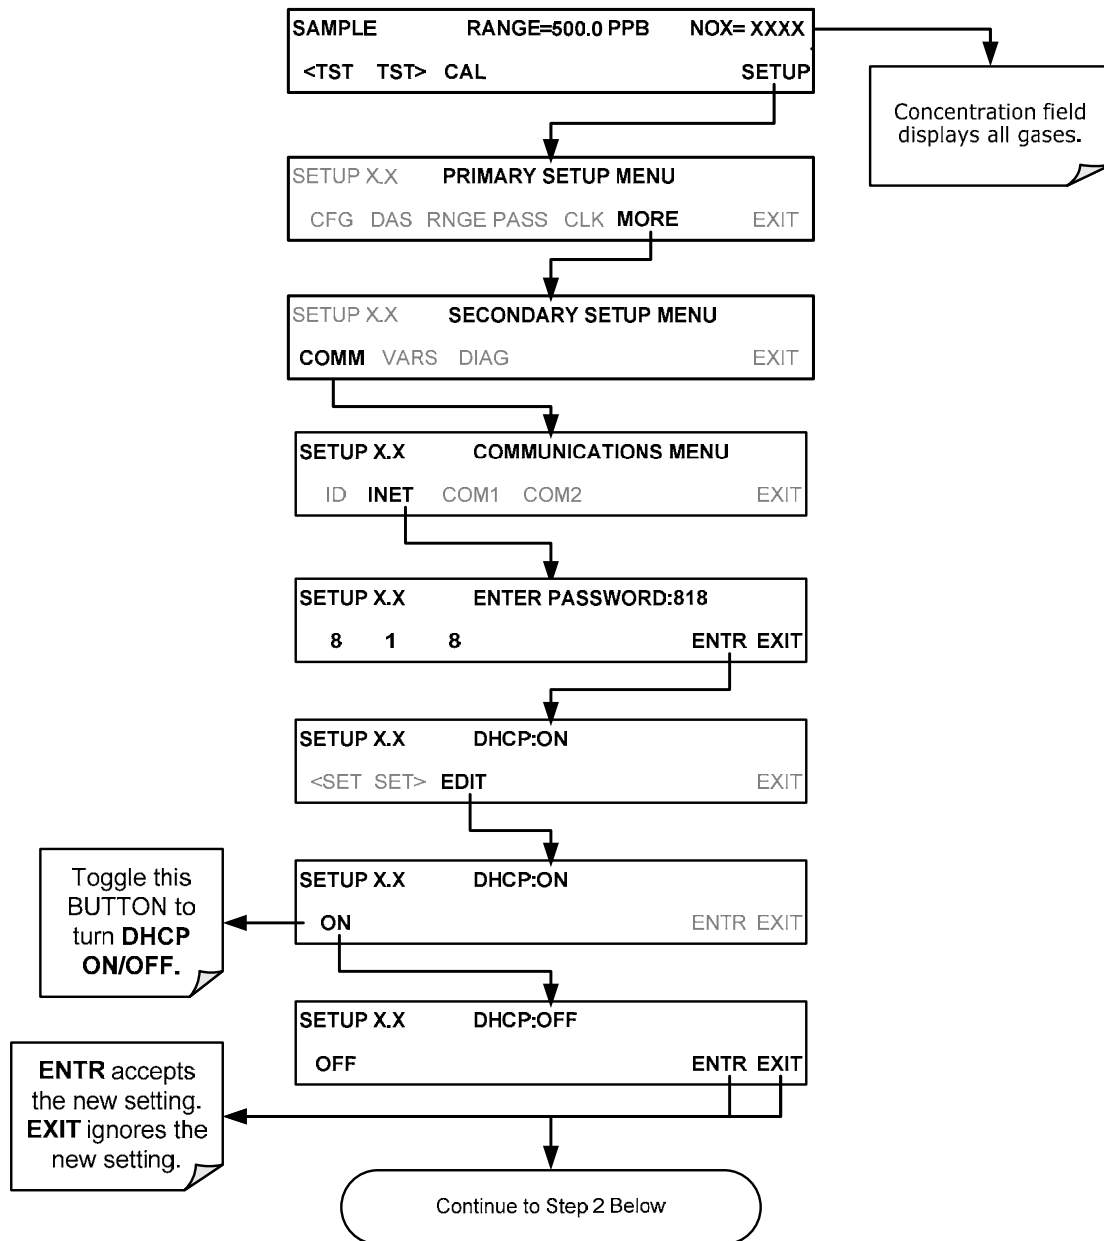 SAMPLE RANGE=500.0 PPB NOX= XXXX
<TST TST> CAL SETUP
Concentration field
displays all gases.
SETUP X.X PRIMARY SETUP MENU
CFG DAS RNGE PASS CLK MORE EXIT
SETUP X.X SECONDARY SETUP MENU
COMM VARS DIAG EXIT
SETUP X.X COMMUNICATIONS MENU
ID INET COM1 COM2 EXIT
SETUP X.X ENTER PASSWORD:818
8 1 8 ENTR EXIT
SETUP X.X DHCP:ON
<SET SET> EDIT EXIT
SETUP X.X DHCP:ON
ON ENTR EXIT
Toggle this
BUTTON to
turn DHCP
ON/OFF.
SETUP X.X DHCP:OFF
OFF ENTR EXIT
ENTR accepts
the new setting.
EXIT ignores the
new setting.
Continue to Step 2 Below